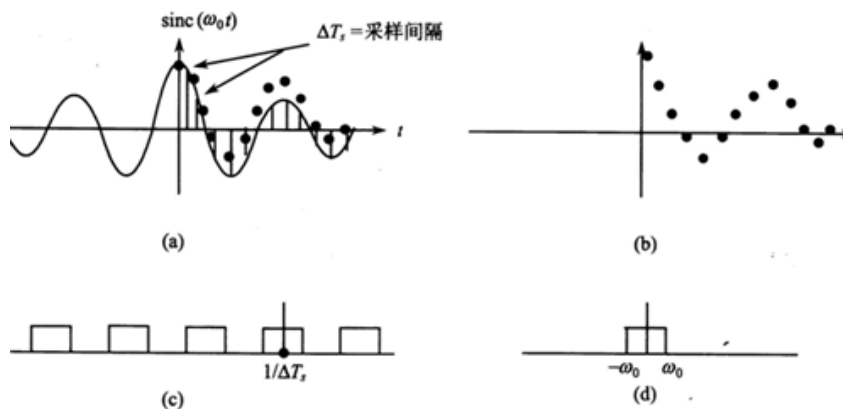 sinc (ω₀t)
ΔTₛ = 采样间隔
t
(a)
(b)
1/ΔTₛ
(c)
−ω₀
ω₀
(d)